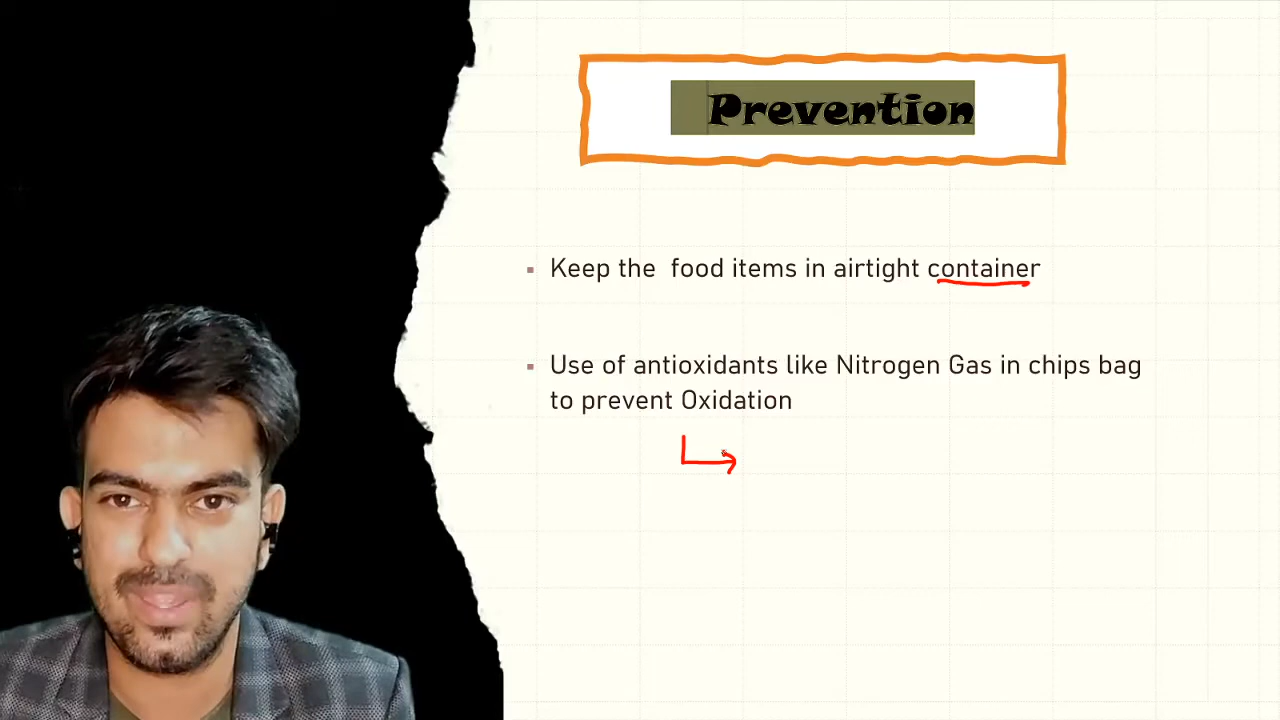 Prevention
Keep the food items in airtight container
Use of antioxidants like Nitrogen Gas in chips bag
to prevent Oxidation